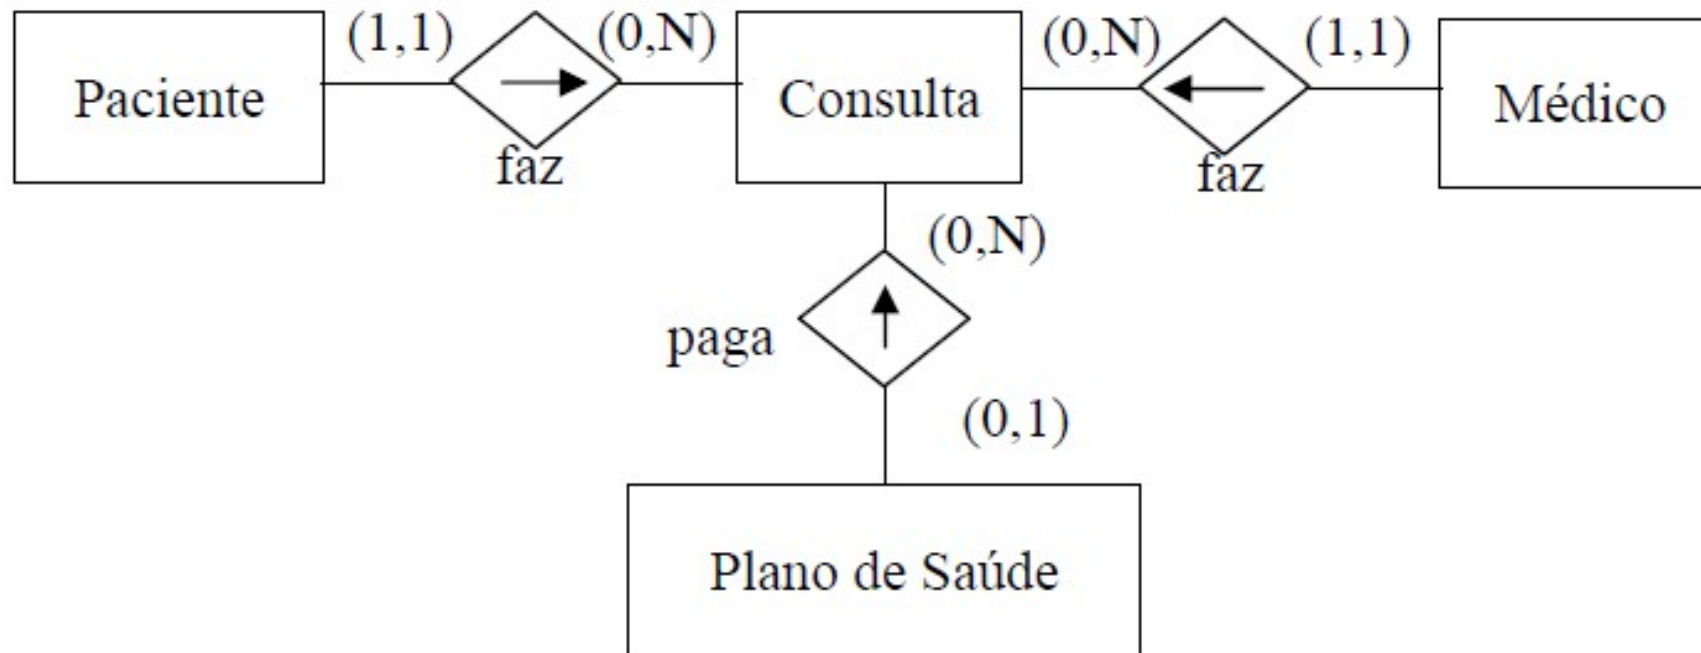 (1,1)
(0,N)
(0,N)
(1,1)
Paciente
Consulta
Médico
faz
faz
(0,N)
paga
(0,1)
Plano de Saúde